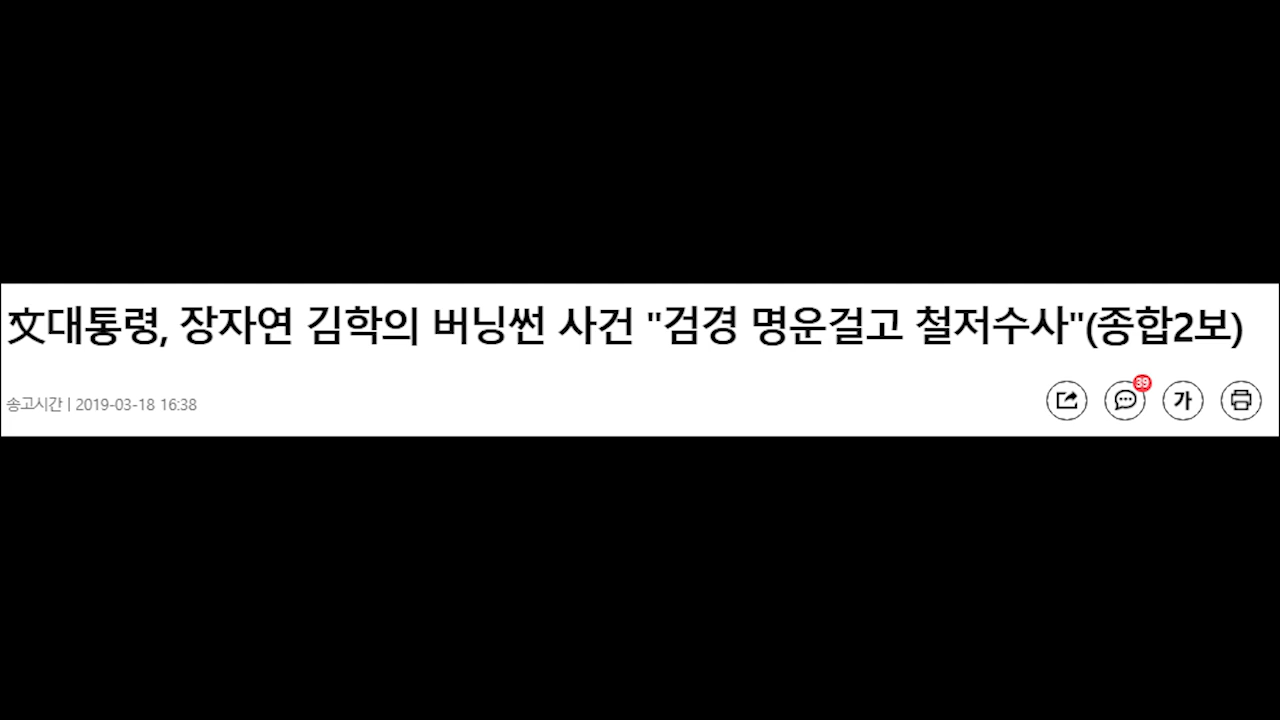 文대통령, 장자연 김학의 버닝썬 사건 "검경 명운걸고 철저수사"(종합2보)
송고시간 | 2019-03-18 16:38
39
가